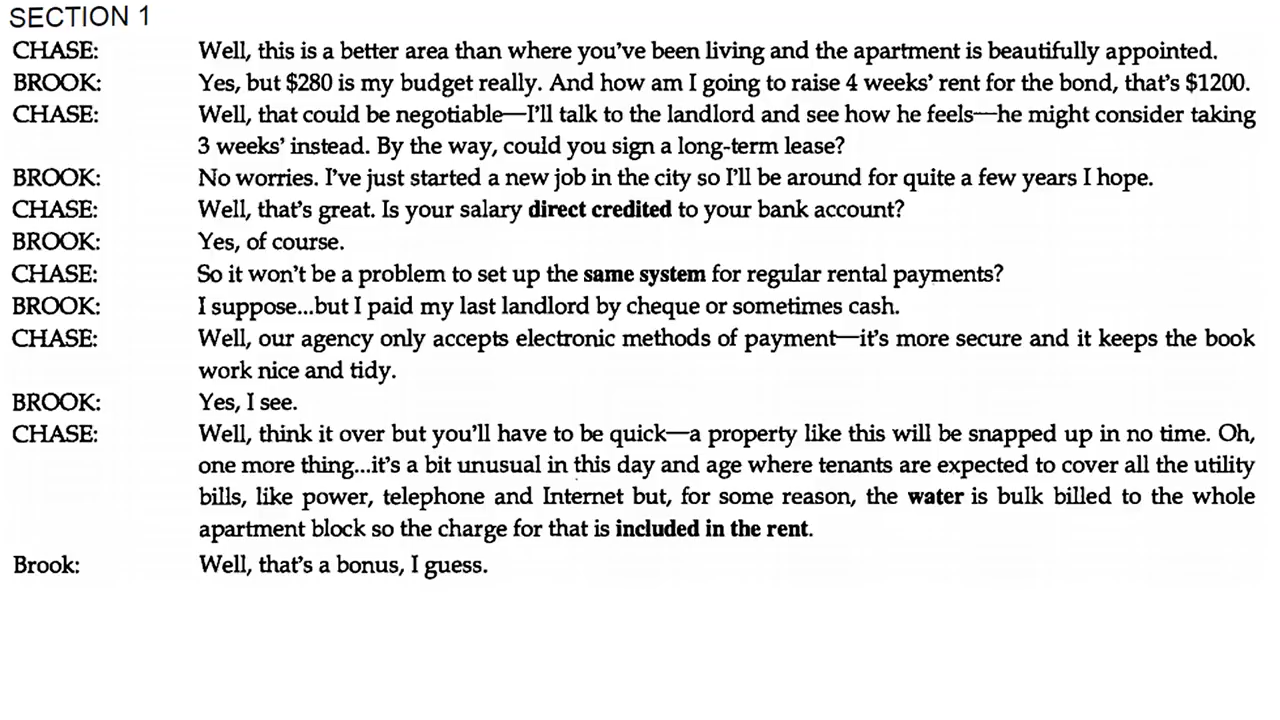 SECTION 1
CHASE: Well, this is a better area than where you've been living and the apartment is beautifully appointed.
BROOK: Yes, but $280 is my budget really. And how am I going to raise 4 weeks' rent for the bond, that's $1200.
CHASE: Well, that could be negotiable—I'll talk to the landlord and see how he feels—he might consider taking
3 weeks' instead. By the way, could you sign a long-term lease?
BROOK: No worries. I've just started a new job in the city so I'll be around for quite a few years I hope.
CHASE: Well, that's great. Is your salary direct credited to your bank account?
BROOK: Yes, of course.
CHASE: So it won't be a problem to set up the same system for regular rental payments?
BROOK: I suppose...but I paid my last landlord by cheque or sometimes cash.
CHASE: Well, our agency only accepts electronic methods of payment—it's more secure and it keeps the book
work nice and tidy.
BROOK: Yes, I see.
CHASE: Well, think it over but you'll have to be quick—a property like this will be snapped up in no time. Oh,
one more thing...it's a bit unusual in this day and age where tenants are expected to cover all the utility
bills, like power, telephone and Internet but, for some reason, the water is bulk billed to the whole
apartment block so the charge for that is included in the rent.
Brook: Well, that's a bonus, I guess.